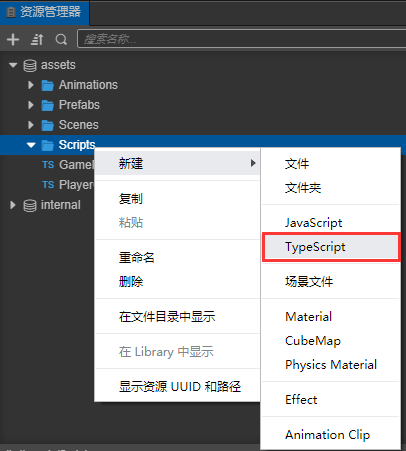 资源管理器
搜索名称...
assets
Animations
Prefabs
Scenes
Scripts
TS GameM
TS Player
internal
新建
复制
粘贴
重命名
删除
在文件目录中显示
在 Library 中显示
显示资源 UUID 和路径
文件
文件夹
JavaScript
TypeScript
场景文件
Material
CubeMap
Physics Material
Effect
Animation Clip